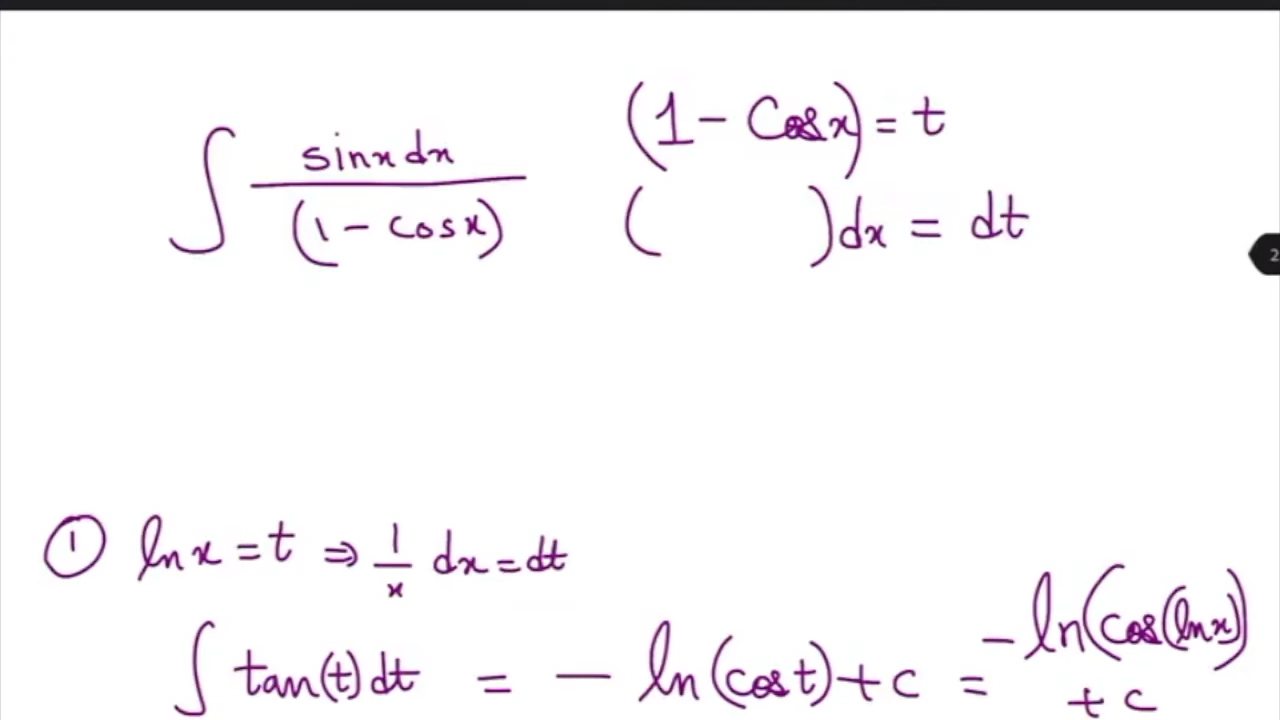 ∫ sinx dx / (1 - cosx)
(1 - Cosx) = t
( )dx = dt
2
① lnx = t ⇒ 1/x dx = dt
∫ tan(t) dt = - ln(cost) + c = - ln(cos(lnx)) + c